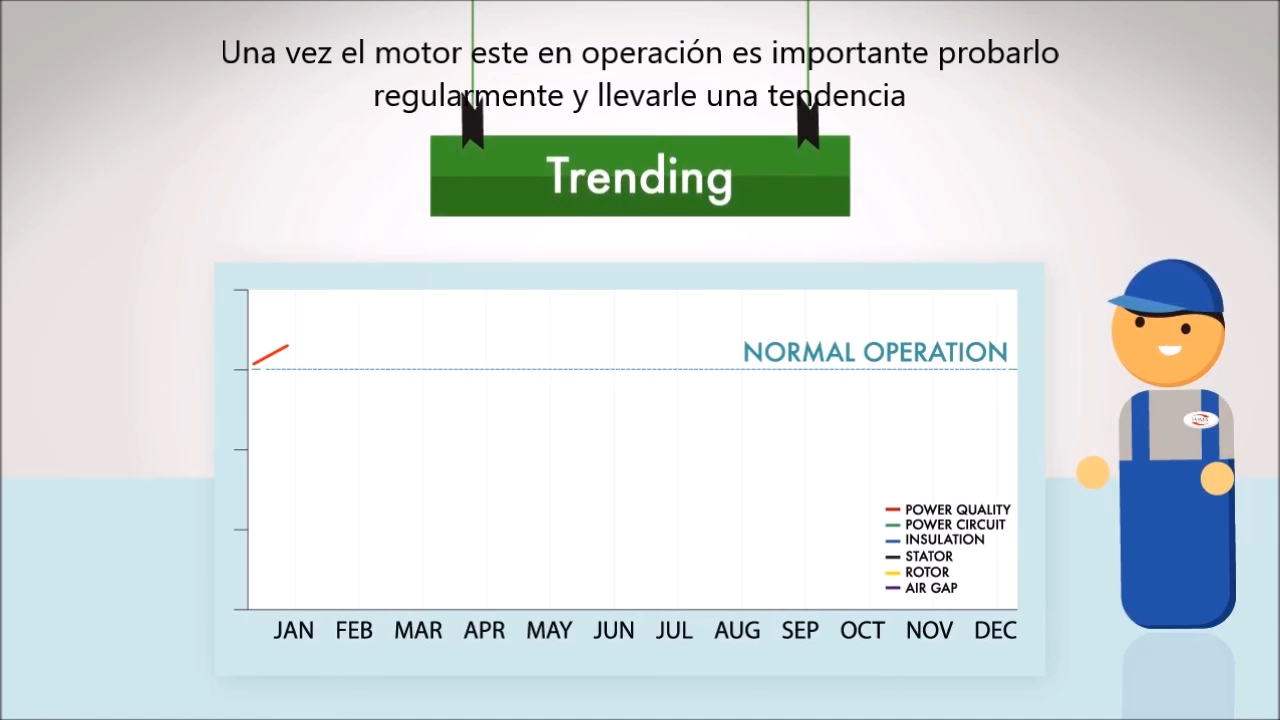 Una vez el motor este en operación es importante probarlo
regularmente y llevarle una tendencia
Trending
NORMAL OPERATION
POWER QUALITY
POWER CIRCUIT
INSULATION
STATOR
ROTOR
AIR GAP
JAN FEB MAR APR MAY JUN JUL AUG SEP OCT NOV DEC